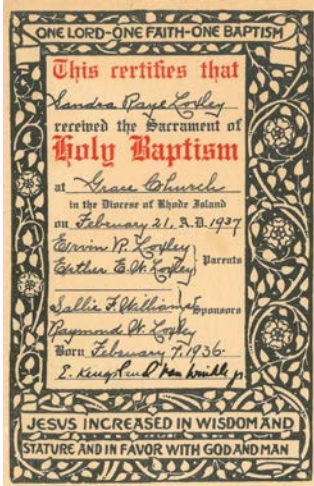 ONE LORD-ONE FAITH-ONE BAPTISM
This certifies that
Sandra Raye Loxley
received the Sacrament of
Holy Baptism
at Grace Church
in the Diocese of Rhode Island
on February 21, A.D. 1937
Ervin R. Loxley
Esther E. W. Loxley } Parents
Sallie F. Williams } Sponsors
Raymond W. Loxley
Born February 7, 1936.
E. Van Winkle jr.
JESUS INCREASED IN WISDOM AND
STATURE AND IN FAVOR WITH GOD AND MAN